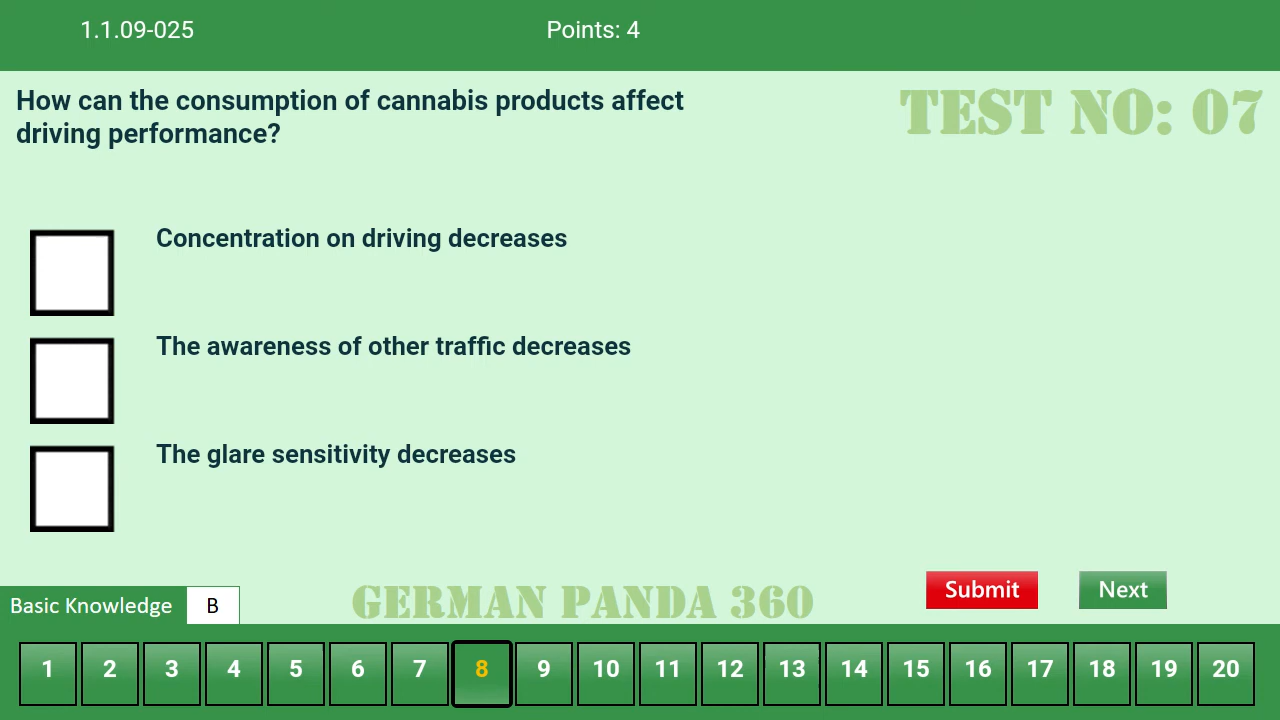 1.1.09-025
Points: 4
How can the consumption of cannabis products affect
driving performance?
TEST NO: 07
Concentration on driving decreases
The awareness of other traffic decreases
The glare sensitivity decreases
Submit
Next
Basic Knowledge
B
GERMAN PANDA 360
1 2 3 4 5 6 7 8 9 10 11 12 13 14 15 16 17 18 19 20